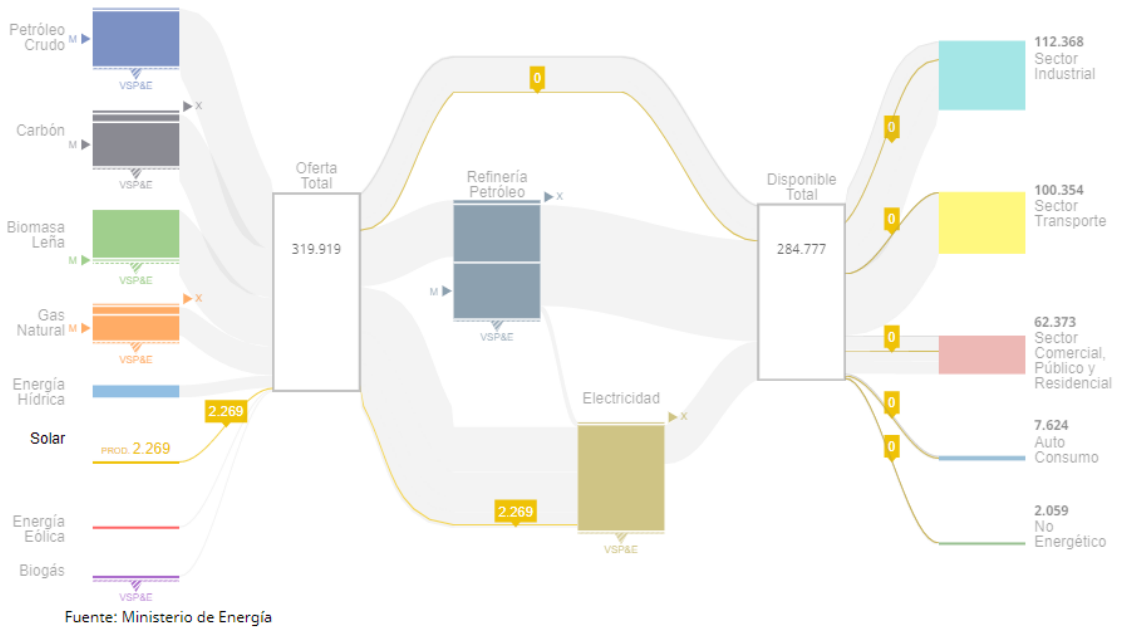 Petróleo
Crudo
M
VSP&E
X
Carbón
M
VSP&E
Biomasa
Leña
M
VSP&E
X
Gas
Natural
M
VSP&E
Energía
Hídrica
2.269
Solar
PROD. 2.269
Energía
Eólica
Biogás
VSP&E
Oferta
Total
319.919
0
Refinería
Petróleo
X
M
VSP&E
Electricidad
X
2.269
VSP&E
Disponible
Total
284.777
0
0
0
0
0
112.368
Sector
Industrial
100.354
Sector
Transporte
62.373
Sector
Comercial,
Público y
Residencial
7.624
Auto
Consumo
2.059
No
Energético
Fuente: Ministerio de Energía